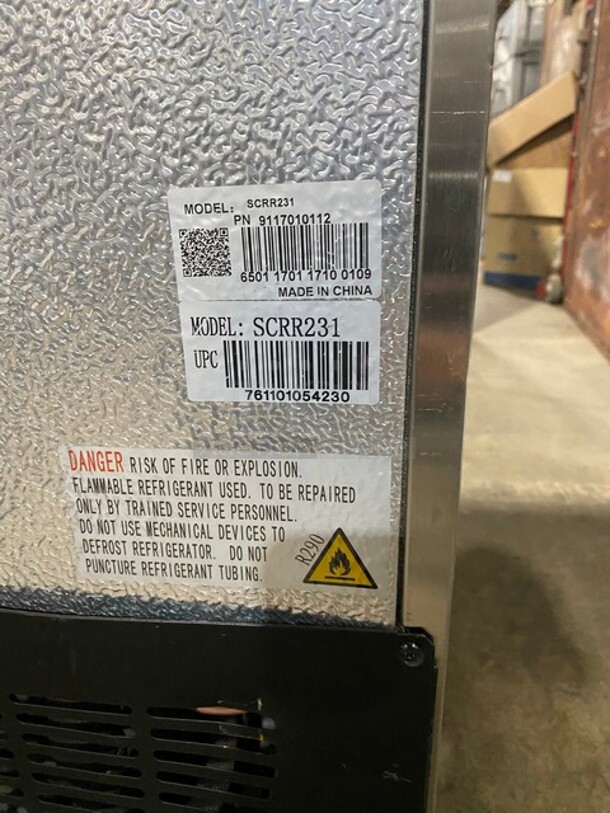 MODEL: SCRR231
PN 9117010112
6501 1701 1710 0109
MADE IN CHINA
MODEL: SCRR231
UPC
761101054230
DANGER RISK OF FIRE OR EXPLOSION.
FLAMMABLE REFRIGERANT USED. TO BE REPAIRED
ONLY BY TRAINED SERVICE PERSONNEL.
DO NOT USE MECHANICAL DEVICES TO
DEFROST REFRIGERATOR. DO NOT
PUNCTURE REFRIGERANT TUBING.
R290